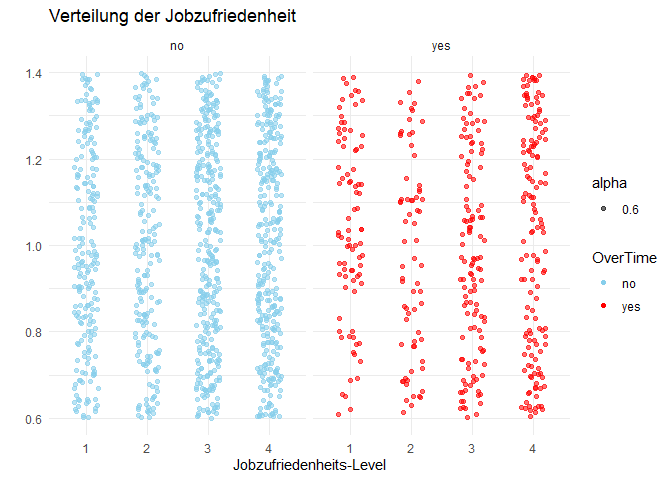 Verteilung der Jobzufriedenheit
no
yes
1.4
1.2
1.0
0.8
0.6
1 2 3 4
1 2 3 4
Jobzufriedenheits-Level
alpha
0.6
OverTime
no
yes